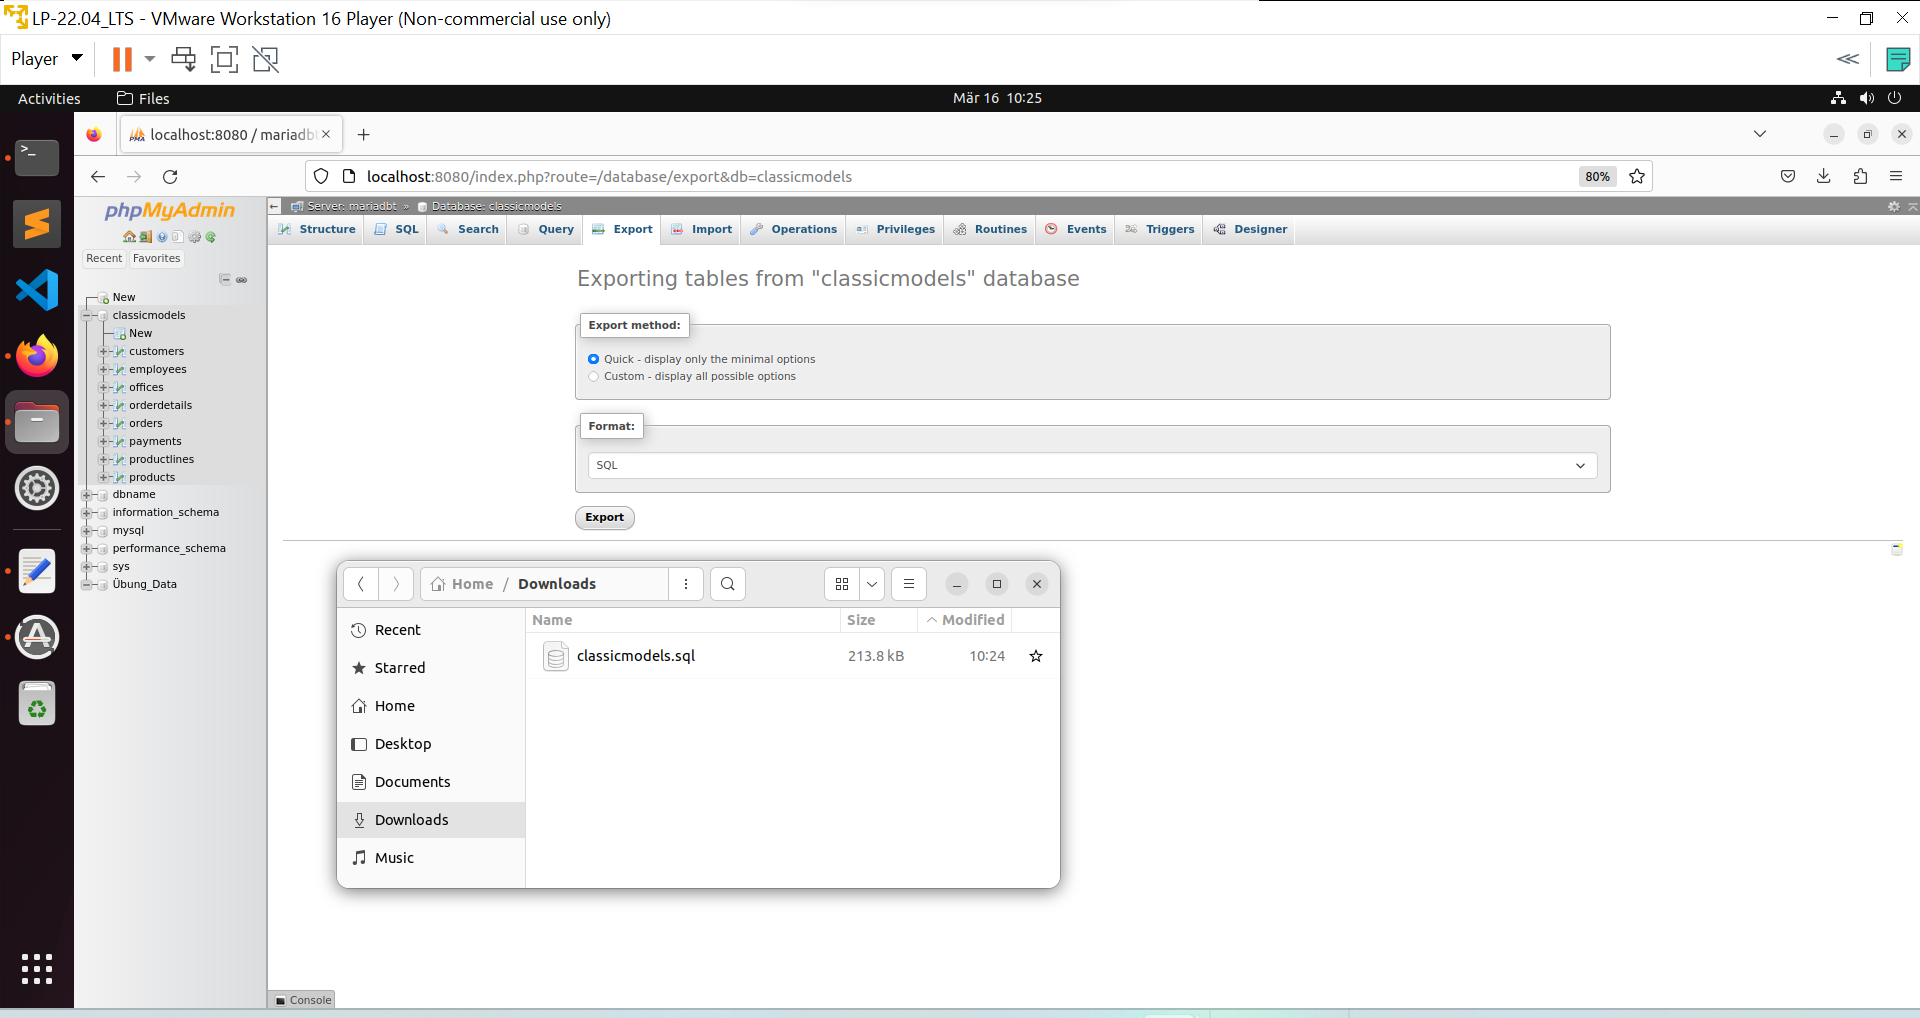 LP-22.04_LTS - VMware Workstation 16 Player (Non-commercial use only)
Player
Activities
Files
Mär 16 10:25
localhost:8080 / mariadb
localhost:8080/index.php?route=/database/export&db=classicmodels
80%
phpMyAdmin
Recent
Favorites
New
classicmodels
New
customers
employees
offices
orderdetails
orders
payments
productlines
products
dbname
information_schema
mysql
performance_schema
sys
Übung_Data
Server: mariadbt » Database: classicmodels
Structure
SQL
Search
Query
Export
Import
Operations
Privileges
Routines
Events
Triggers
Designer
Exporting tables from "classicmodels" database
Export method:
Quick - display only the minimal options
Custom - display all possible options
Format:
SQL
Export
Home / Downloads
Recent
Starred
Home
Desktop
Documents
Downloads
Music
Name Size Modified
classicmodels.sql 213.8 kB 10:24
Console